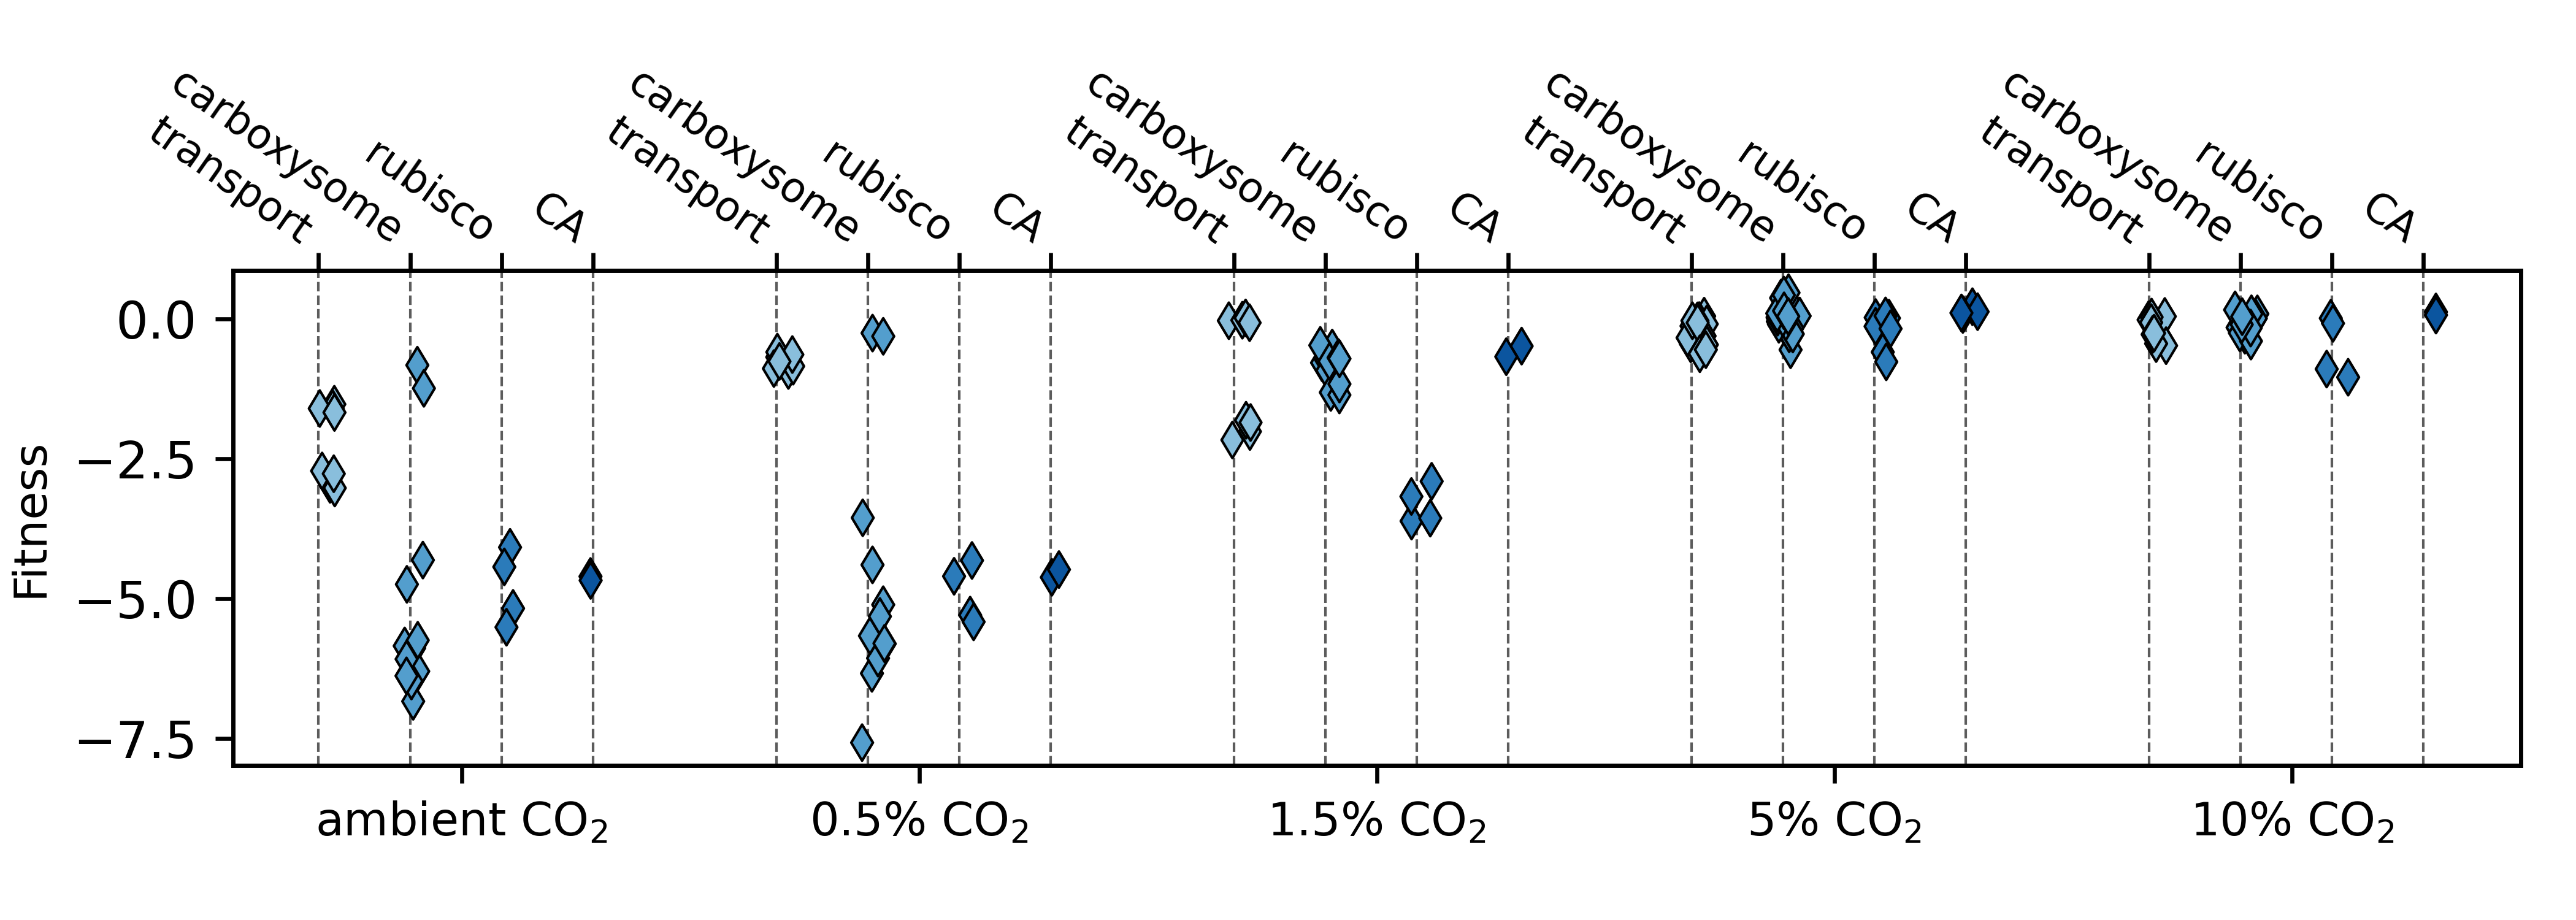 transport
carboxysome
rubisco
CA
transport
carboxysome
rubisco
CA
transport
carboxysome
rubisco
CA
transport
carboxysome
rubisco
CA
transport
carboxysome
rubisco
CA
Fitness
0.0
−2.5
−5.0
−7.5
ambient CO₂
0.5% CO₂
1.5% CO₂
5% CO₂
10% CO₂